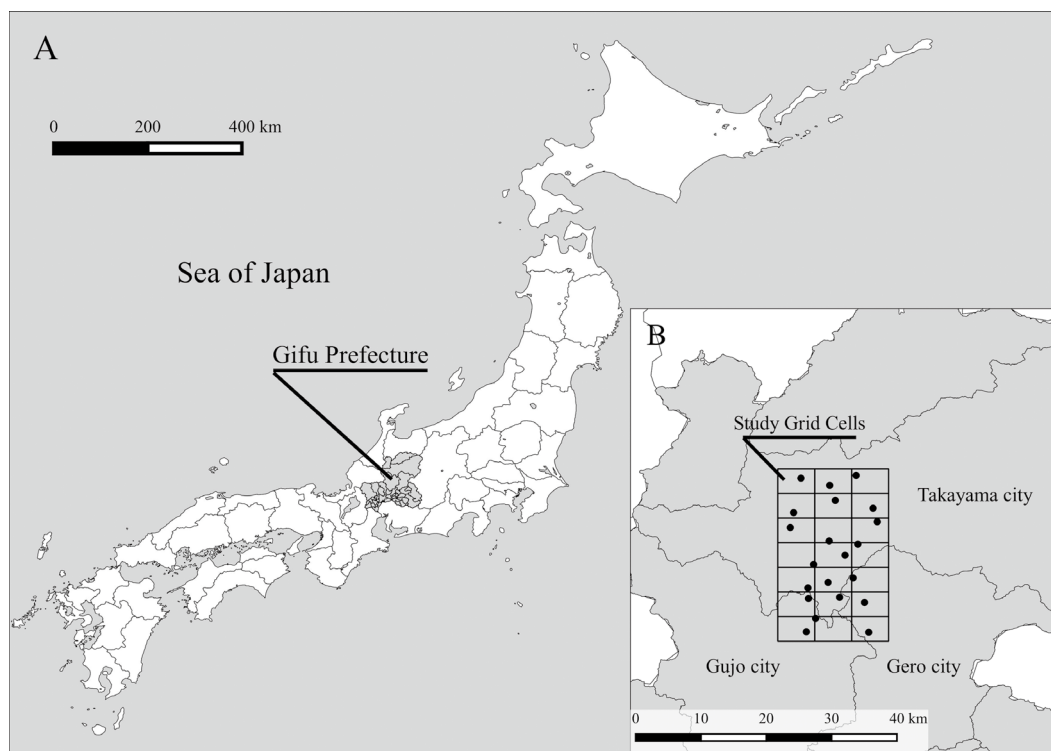 A
0 200 400 km
Sea of Japan
Gifu Prefecture
B
Study Grid Cells
Takayama city
Gujo city
Gero city
0 10 20 30 40 km